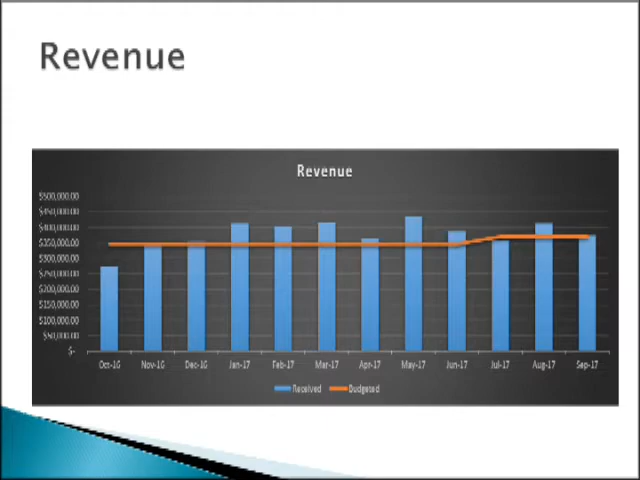 Revenue
Revenue
$500,000.00
$450,000.00
$400,000.00
$350,000.00
$300,000.00
$250,000.00
$200,000.00
$150,000.00
$100,000.00
$50,000.00
$-
Oct-16 Nov-16 Dec-16 Jan-17 Feb-17 Mar-17 Apr-17 May-17 Jun-17 Jul-17 Aug-17 Sep-17
Received Budgeted